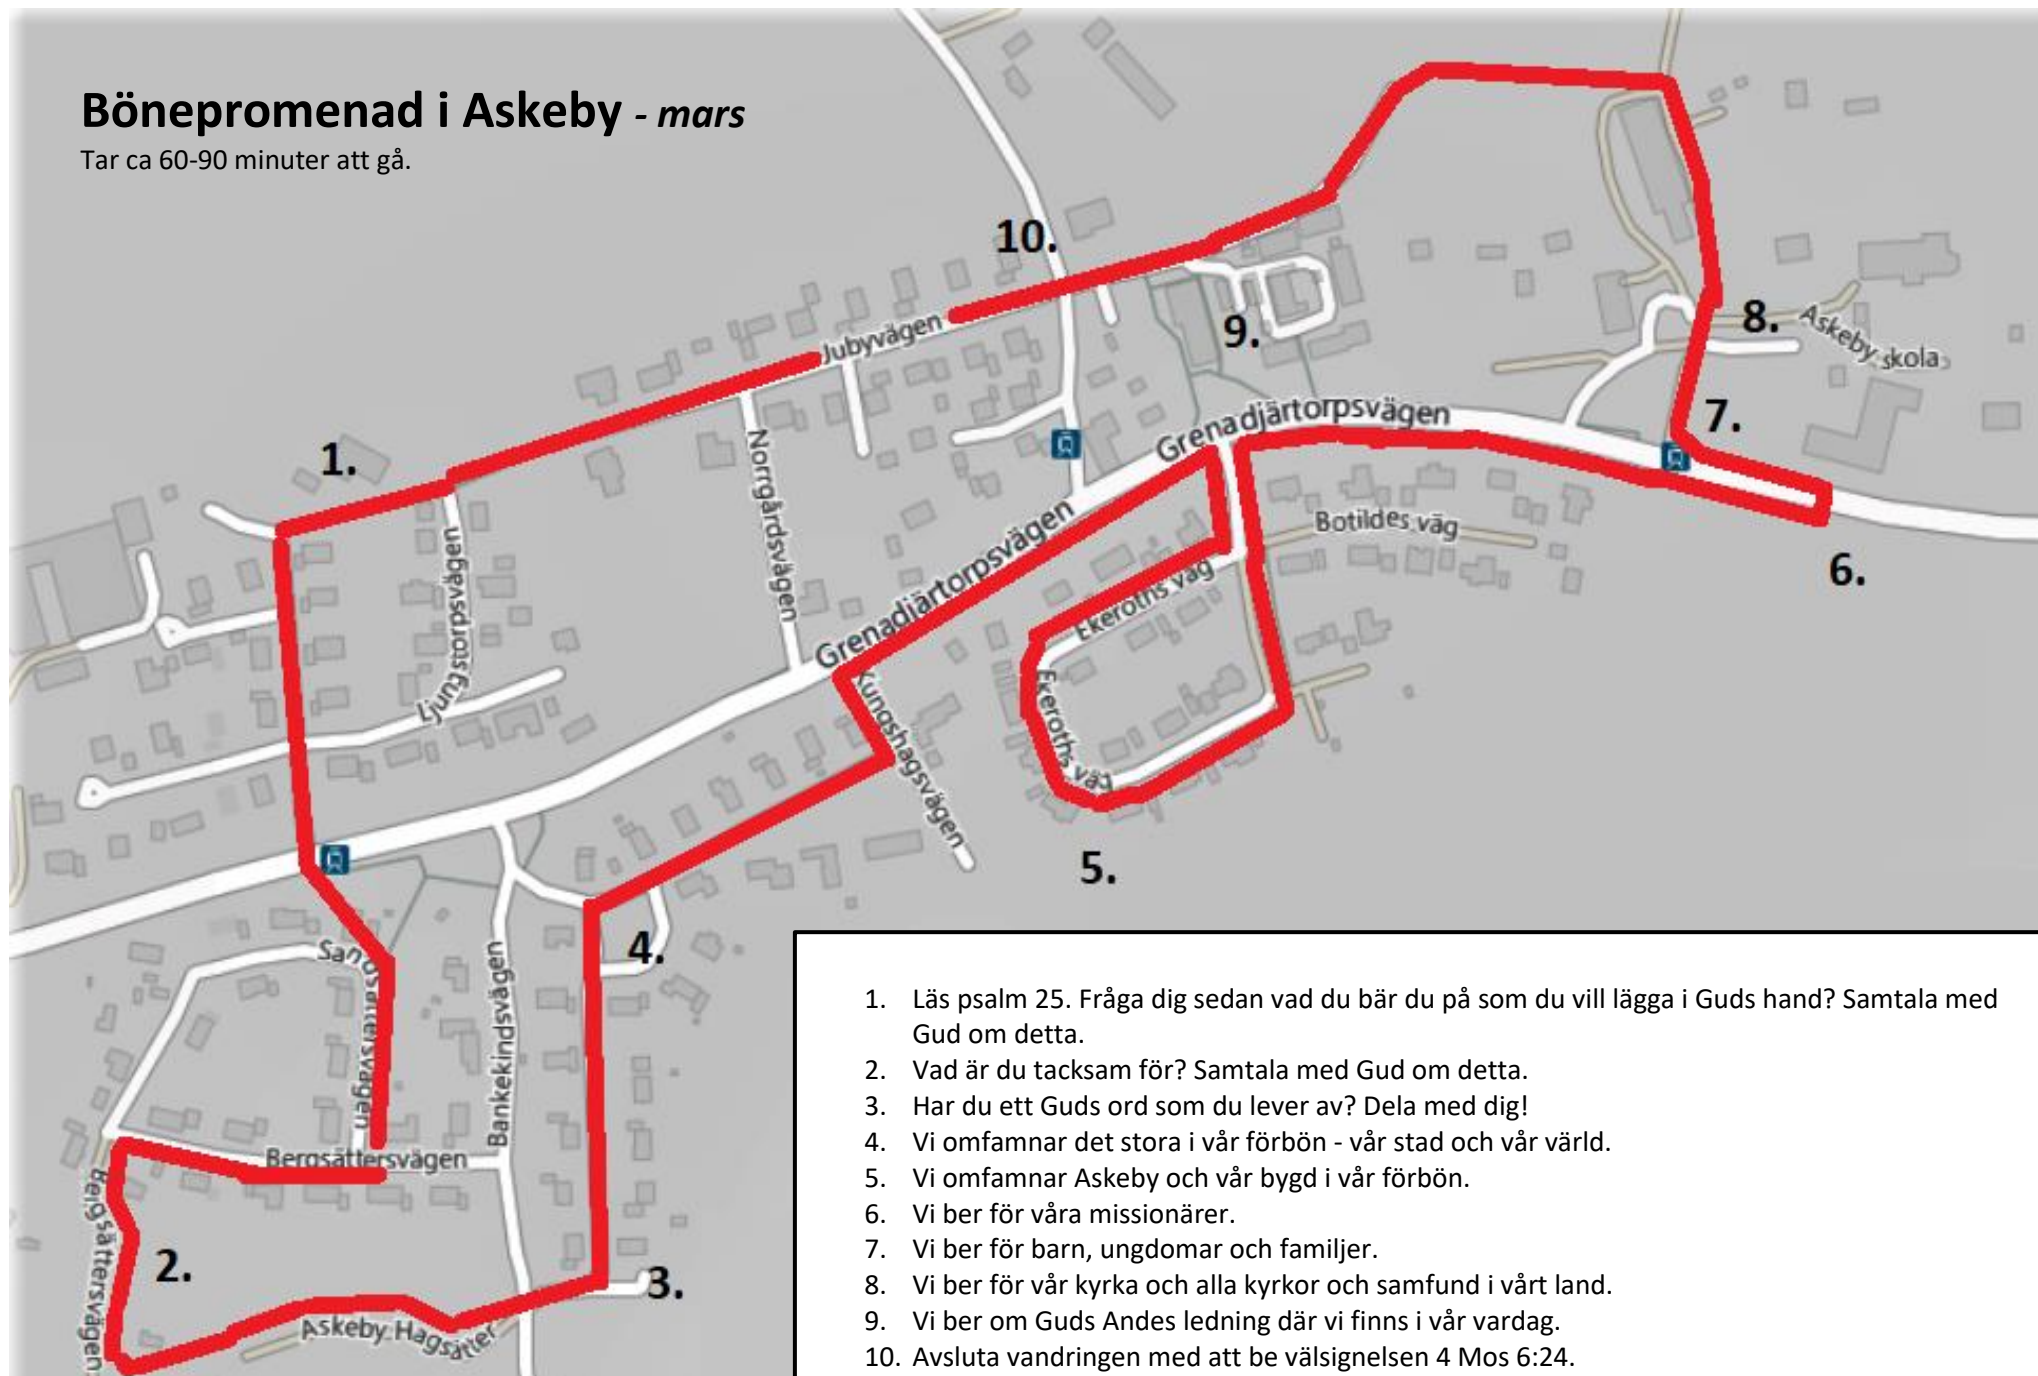 Bönepromenad i Askeby - mars
Tar ca 60-90 minuter att gå.
10.
Jubyvägen
9.
8.
Askeby skola
7.
Grenadjärtorpsvägen
1.
Norrgårdsvägen
Botildes väg
6.
Ljungstorpsvägen
Grenadjärtorpsvägen
Ekeroths väg
Kungshagsvägen
Ekeroths väg
5.
4.
Sandsättersvägen
Bankekindsvägen
Bergsättersvägen
Bergsättersvägen
2.
3.
Askeby Hagsätter
1. Läs psalm 25. Fråga dig sedan vad du bär du på som du vill lägga i Guds hand? Samtala med
Gud om detta.
2. Vad är du tacksam för? Samtala med Gud om detta.
3. Har du ett Guds ord som du lever av? Dela med dig!
4. Vi omfamnar det stora i vår förbön - vår stad och vår värld.
5. Vi omfamnar Askeby och vår bygd i vår förbön.
6. Vi ber för våra missionärer.
7. Vi ber för barn, ungdomar och familjer.
8. Vi ber för vår kyrka och alla kyrkor och samfund i vårt land.
9. Vi ber om Guds Andes ledning där vi finns i vår vardag.
10. Avsluta vandringen med att be välsignelsen 4 Mos 6:24.